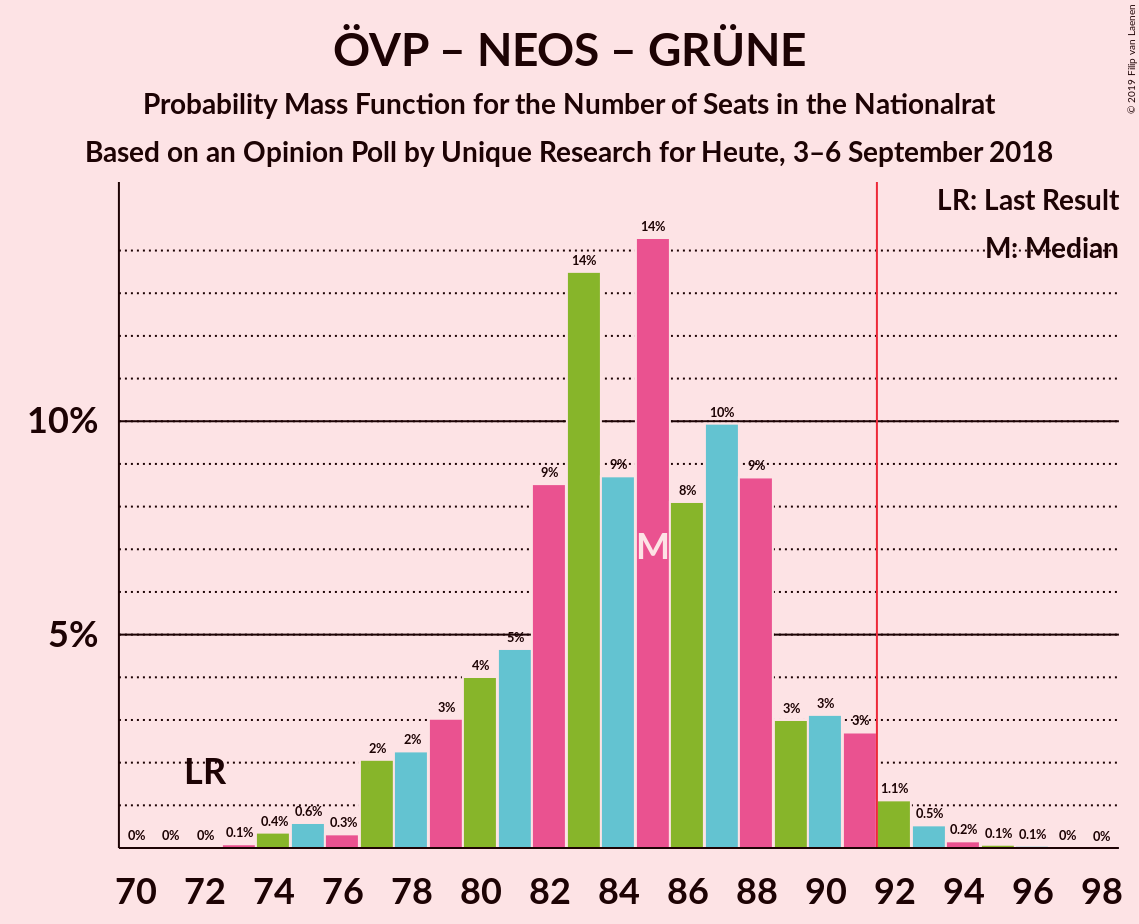 ÖVP – NEOS – GRÜNE
Probability Mass Function for the Number of Seats in the Nationalrat
Based on an Opinion Poll by Unique Research for Heute, 3–6 September 2018
© 2019 Filip van Laenen
LR: Last Result
M: Median
10%
5%
0% 0% 0% 0.1% 0.4% 0.6% 0.3% 2% 2% 3% 4% 5% 9% 14% 9% 14% 8% 10% 9% 3% 3% 3% 1.1% 0.5% 0.2% 0.1% 0.1% 0% 0%
LR
M
70 72 74 76 78 80 82 84 86 88 90 92 94 96 98